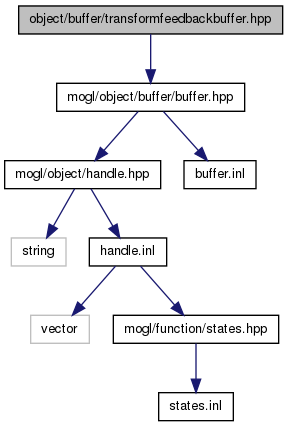 object/buffer/transformfeedbackbuffer.hpp
mogl/object/buffer/buffer.hpp
mogl/object/handle.hpp
buffer.inl
string
handle.inl
vector
mogl/function/states.hpp
states.inl